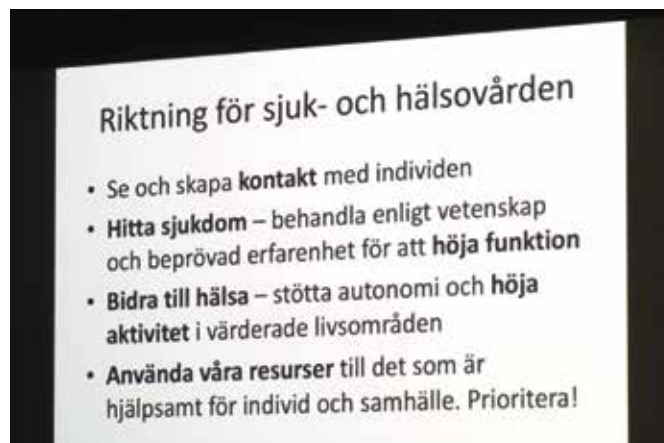 Riktning för sjuk- och hälsovården
• Se och skapa kontakt med individen
• Hitta sjukdom – behandla enligt vetenskap
och beprövad erfarenhet för att höja funktion
• Bidra till hälsa – stötta autonomi och höja
aktivitet i värderade livsområden
• Använda våra resurser till det som är
hjälpsamt för individ och samhälle. Prioritera!